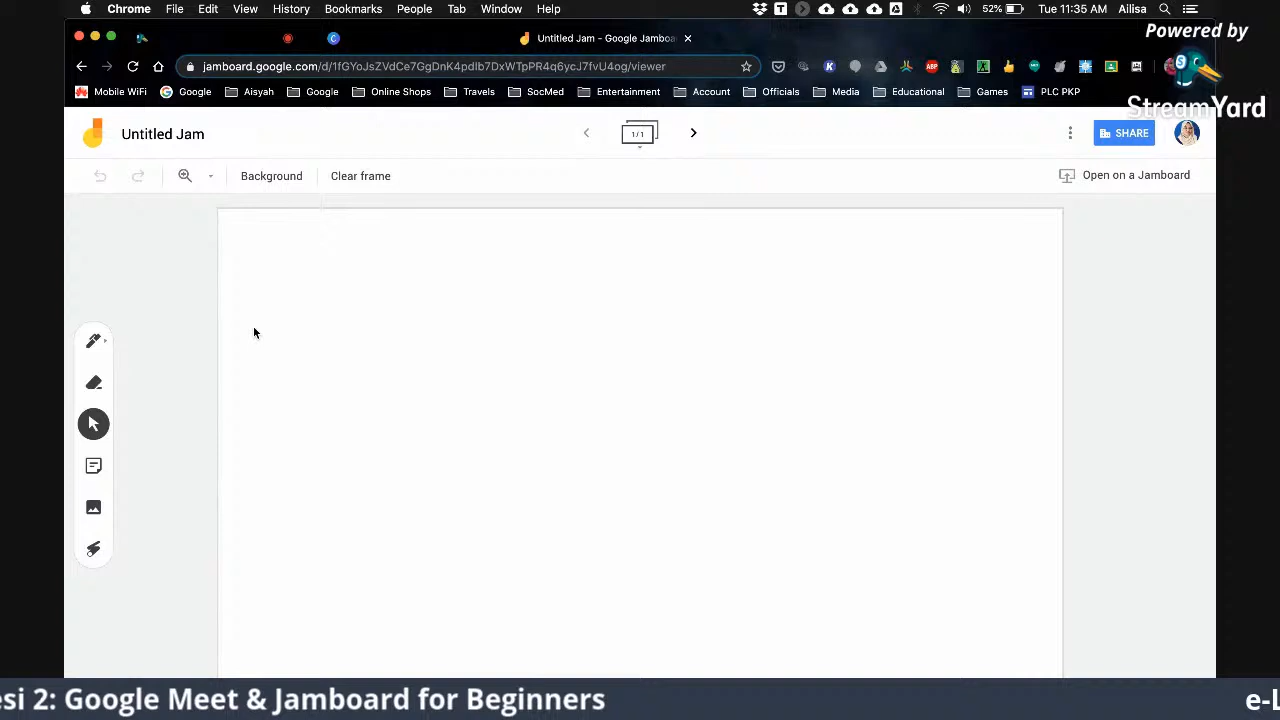 Chrome File Edit View History Bookmarks People Tab Window Help 52% Tue 11:35 AM Ailisa
Powered by
StreamYard
Untitled Jam - Google Jamboa
jamboard.google.com/d/1fGYoJsZVdCe7GgDnK4pdIb7DxWTpPR4q6ycJ7fvU4og/viewer
Mobile WiFi Google Aisyah Google Online Shops Travels SocMed Entertainment Account Officials Media Educational Games PLC PKP
Untitled Jam 1/1 SHARE
Background Clear frame Open on a Jamboard
esi 2: Google Meet & Jamboard for Beginners e-L